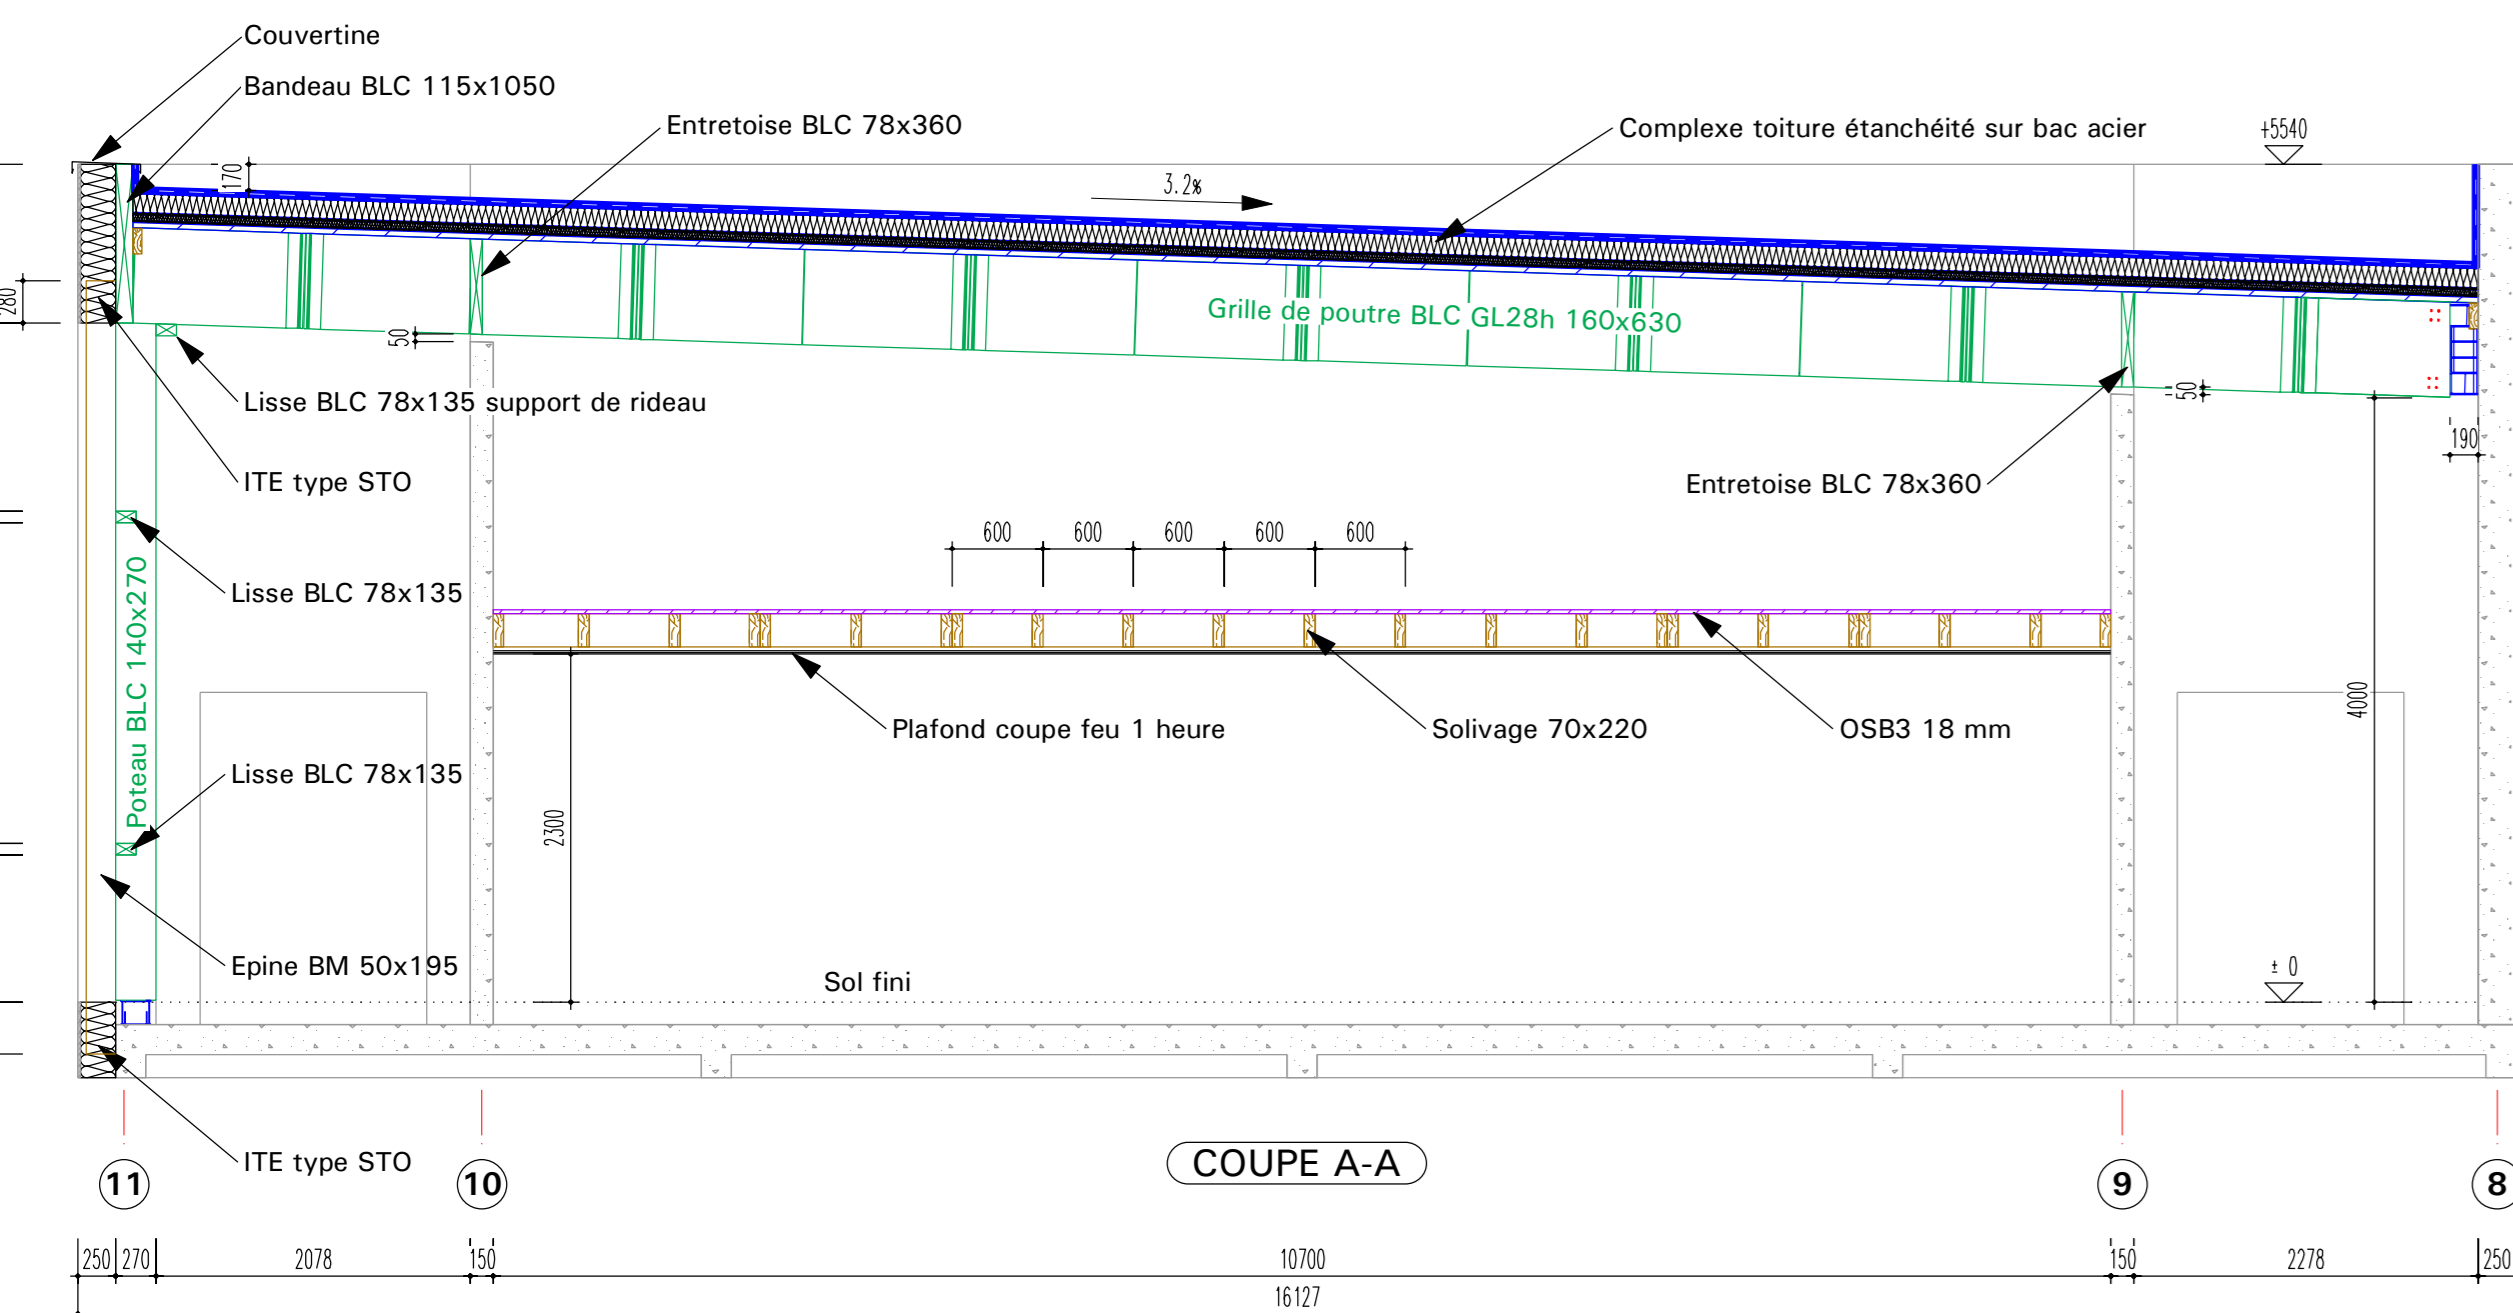 Couvertine
Bandeau BLC 115x1050
Entretoise BLC 78x360
Complexe toiture étanchéité sur bac acier
+5540
170
3.2%
280
Grille de poutre BLC GL28h 160x630
50
50
Lisse BLC 78x135 support de rideau
190
ITE type STO
Entretoise BLC 78x360
600
600
600
600
600
Lisse BLC 78x135
Poteau BLC 140x270
4000
Plafond coupe feu 1 heure
Solivage 70x220
OSB3 18 mm
Lisse BLC 78x135
2300
Epine BM 50x195
Sol fini
± 0
ITE type STO
COUPE A-A
11
10
9
8
250
270
2078
150
10700
150
2278
250
16127